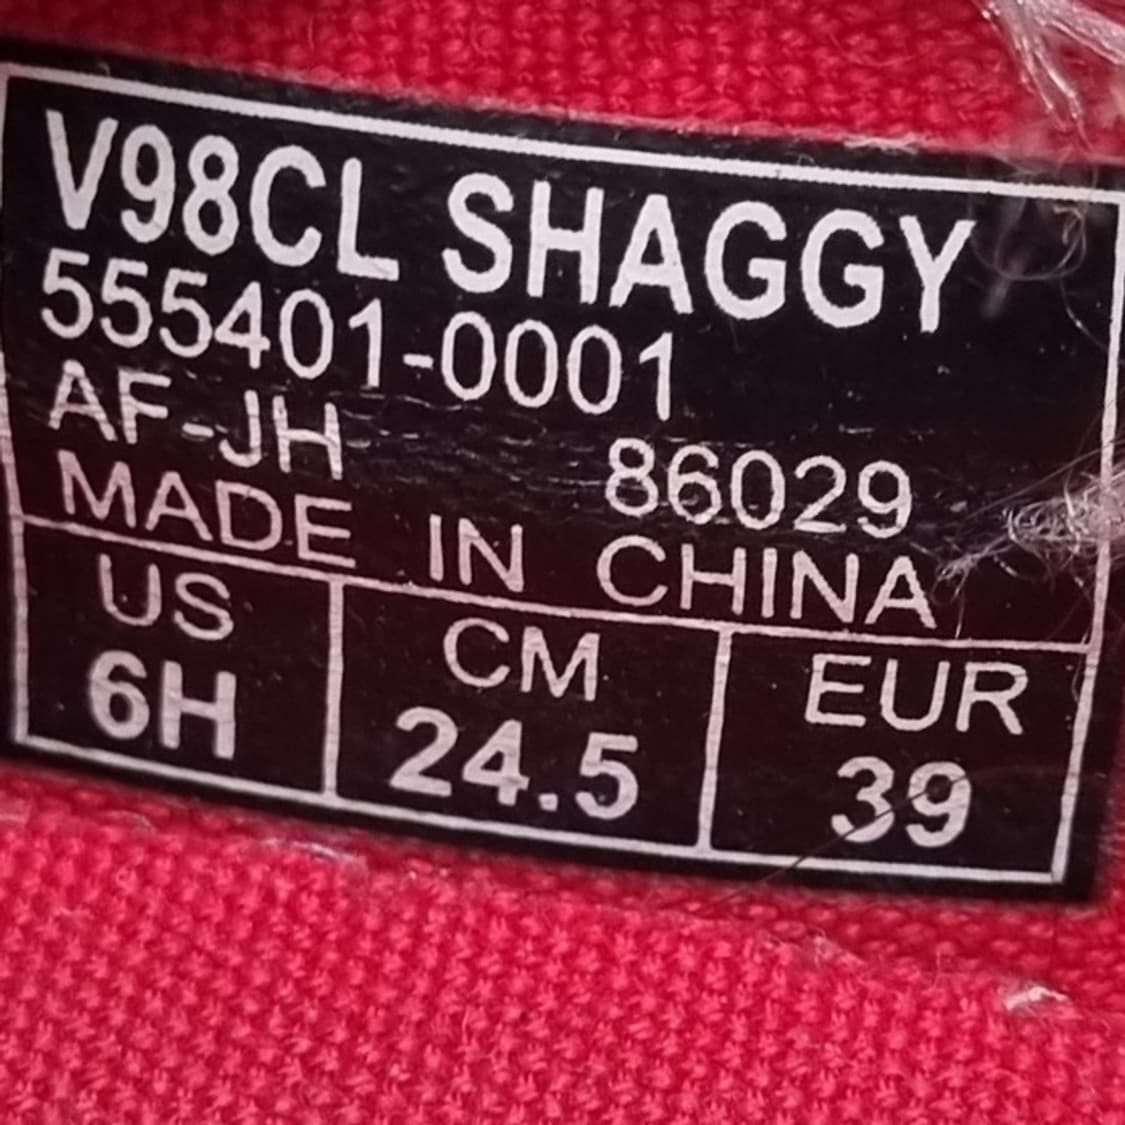 V98CL SHAGGY
555401-0001
AF-JH 86029
MADE IN CHINA
US CM EUR
6H 24.5 39